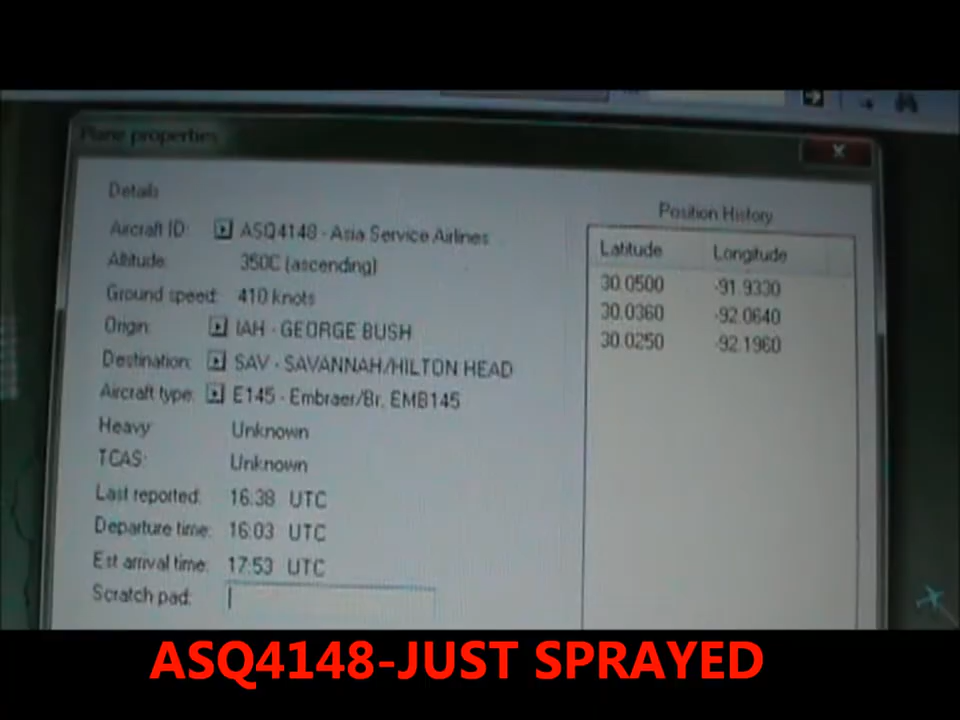 Plane properties
Details
Aircraft ID: ASQ4148 - Asia Service Airlines
Altitude: 350C (ascending)
Ground speed: 410 knots
Origin: IAH - GEORGE BUSH
Destination: SAV - SAVANNAH/HILTON HEAD
Aircraft type: E145 - Embraer/Br. EMB145
Heavy: Unknown
TCAS: Unknown
Last reported: 16:38 UTC
Departure time: 16:03 UTC
Est arrival time: 17:53 UTC
Scratch pad:
Position History
Latitude Longitude
30.0500 -91.9330
30.0360 -92.0640
30.0250 -92.1960
ASQ4148-JUST SPRAYED